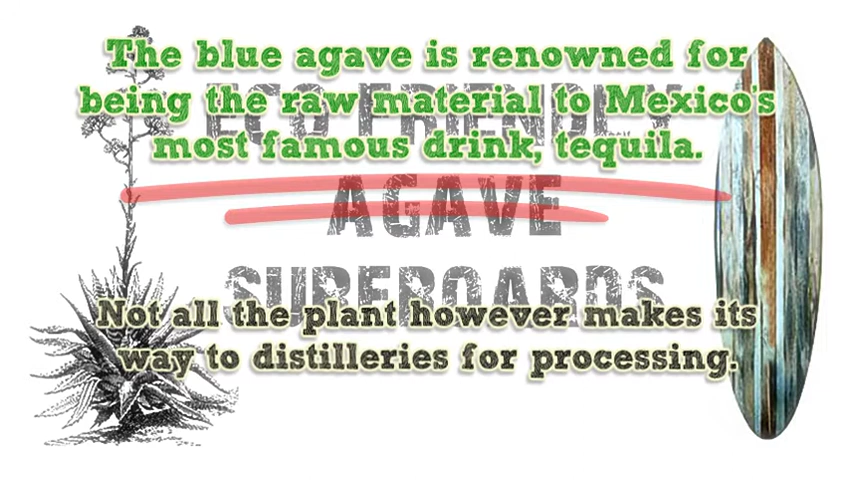 The blue agave is renowned for
being the raw material to Mexico's
most famous drink, tequila.
ECO FRIENDLY
AGAVE
SURFBOARDS
Not all the plant however makes its
way to distilleries for processing.